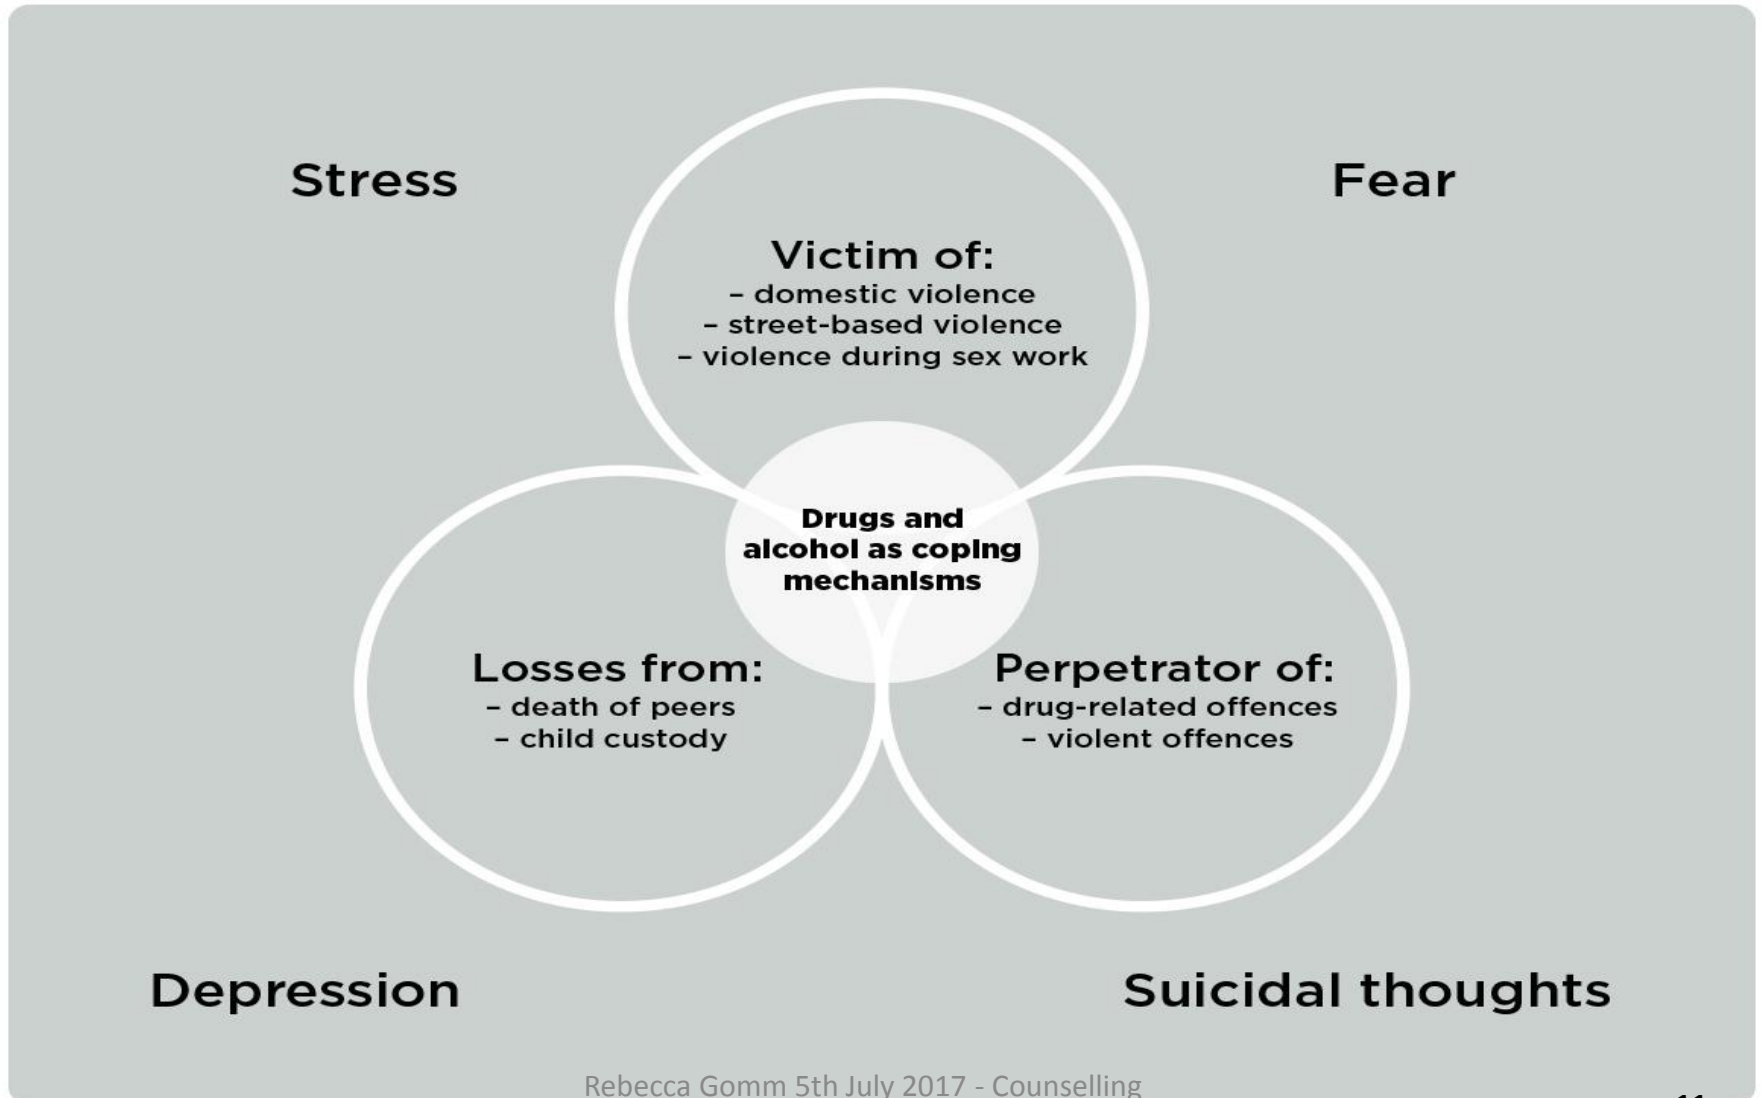 Stress
Fear
Victim of:
– domestic violence
– street-based violence
– violence during sex work
Drugs and
alcohol as coping
mechanisms
Losses from:
– death of peers
– child custody
Perpetrator of:
– drug-related offences
– violent offences
Depression
Suicidal thoughts
Rebecca Gomm 5th July 2017 - Counselling